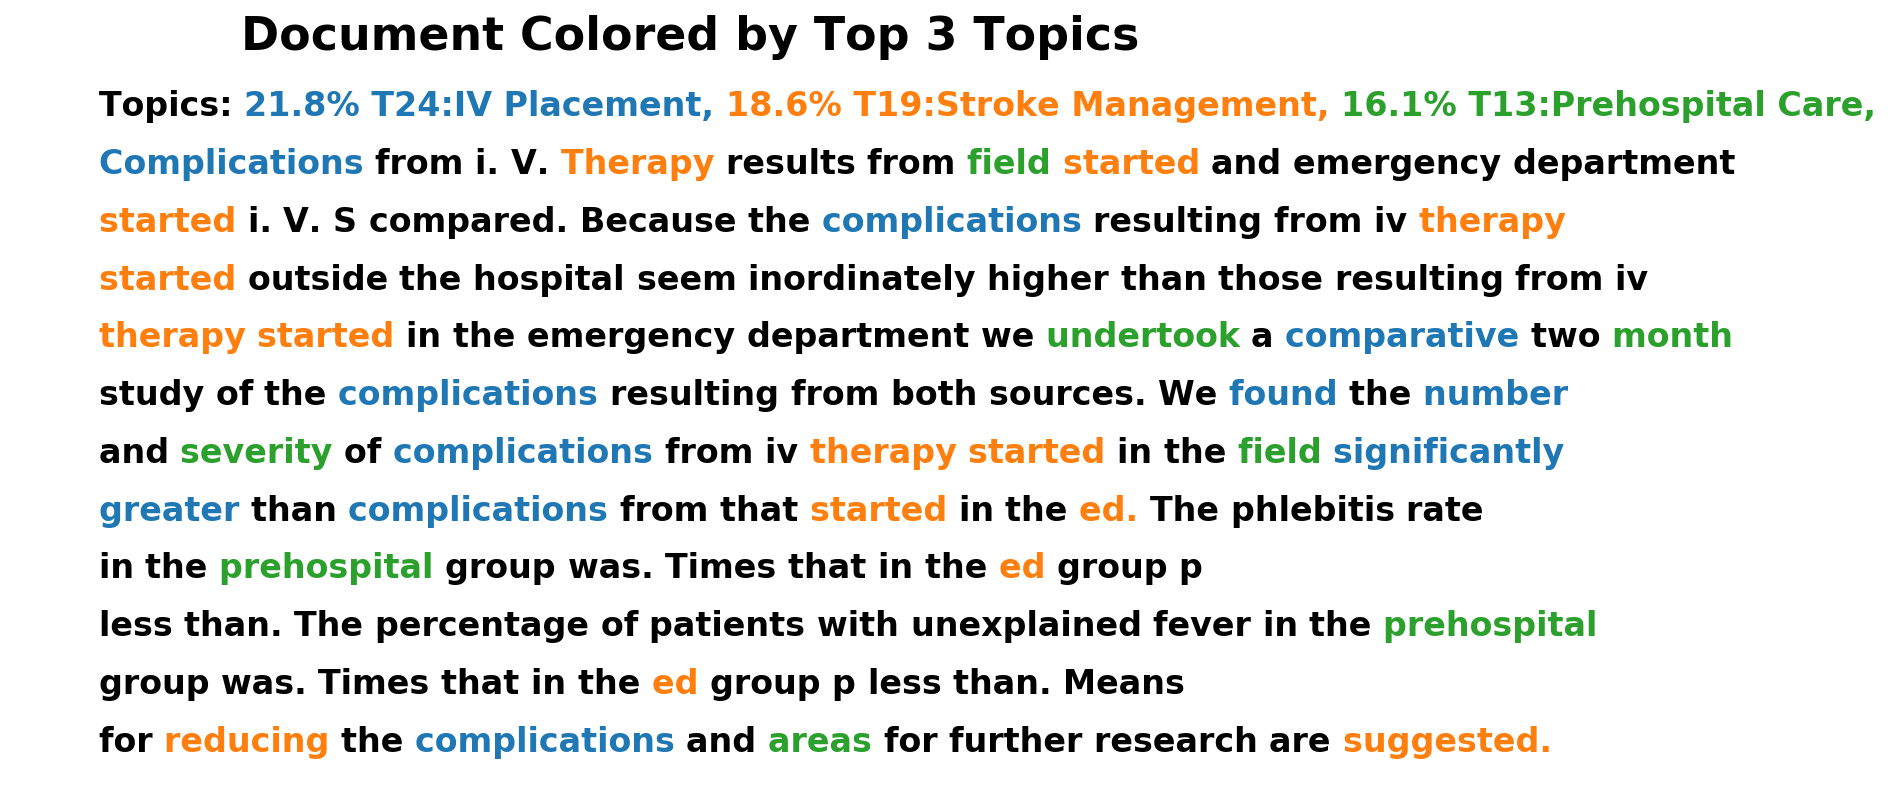 Document Colored by Top 3 Topics
Topics: 21.8% T24:IV Placement, 18.6% T19:Stroke Management, 16.1% T13:Prehospital Care,
Complications from i. V. Therapy results from field started and emergency department
started i. V. S compared. Because the complications resulting from iv therapy
started outside the hospital seem inordinately higher than those resulting from iv
therapy started in the emergency department we undertook a comparative two month
study of the complications resulting from both sources. We found the number
and severity of complications from iv therapy started in the field significantly
greater than complications from that started in the ed. The phlebitis rate
in the prehospital group was. Times that in the ed group p
less than. The percentage of patients with unexplained fever in the prehospital
group was. Times that in the ed group p less than. Means
for reducing the complications and areas for further research are suggested.